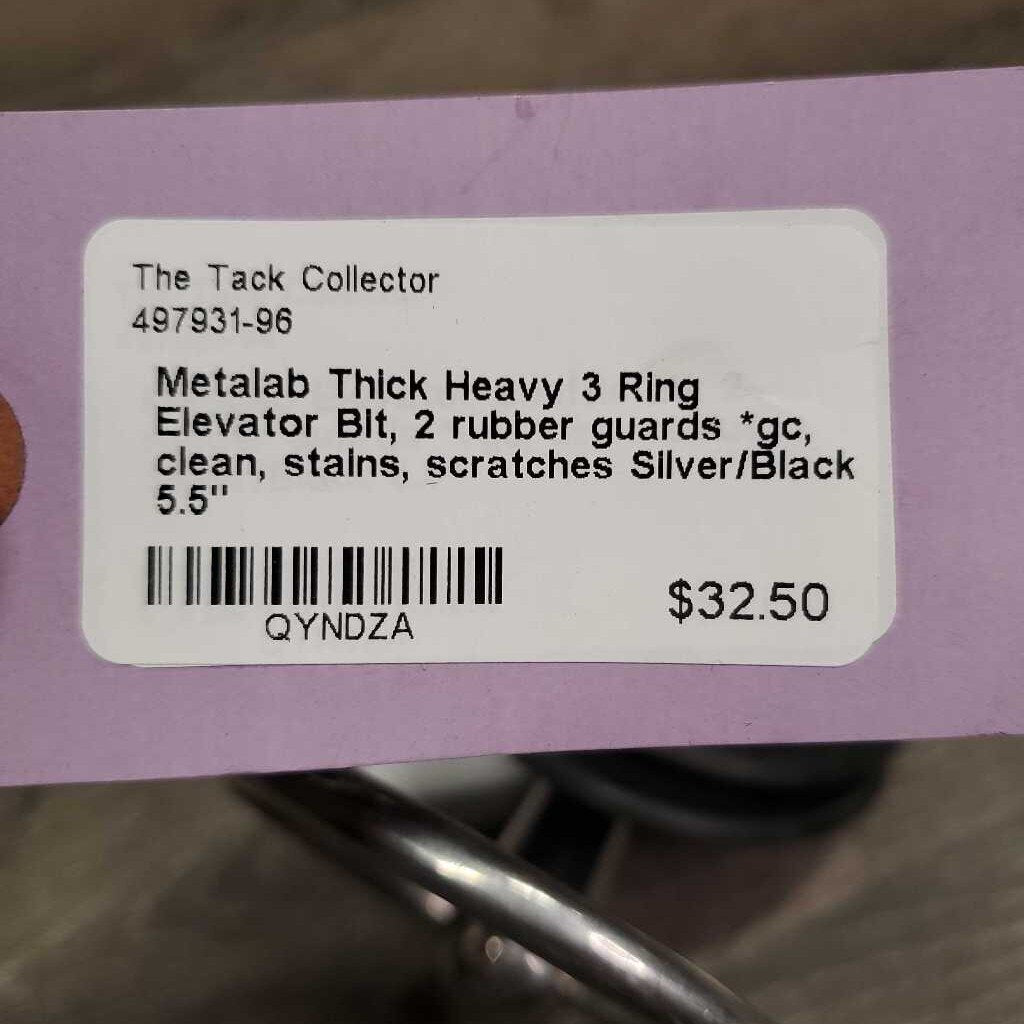 The Tack Collector
497931-96
Metalab Thick Heavy 3 Ring
Elevator Bit, 2 rubber guards *gc,
clean, stains, scratches Silver/Black
5.5"
QYNDZA
$32.50